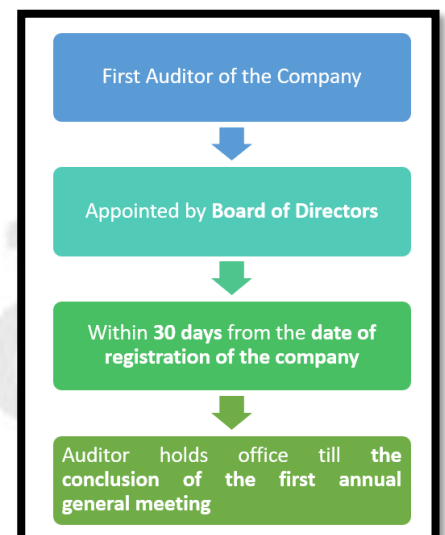 First Auditor of the Company
Appointed by Board of Directors
Within 30 days from the date of
registration of the company
Auditor holds office till the
conclusion of the first annual
general meeting